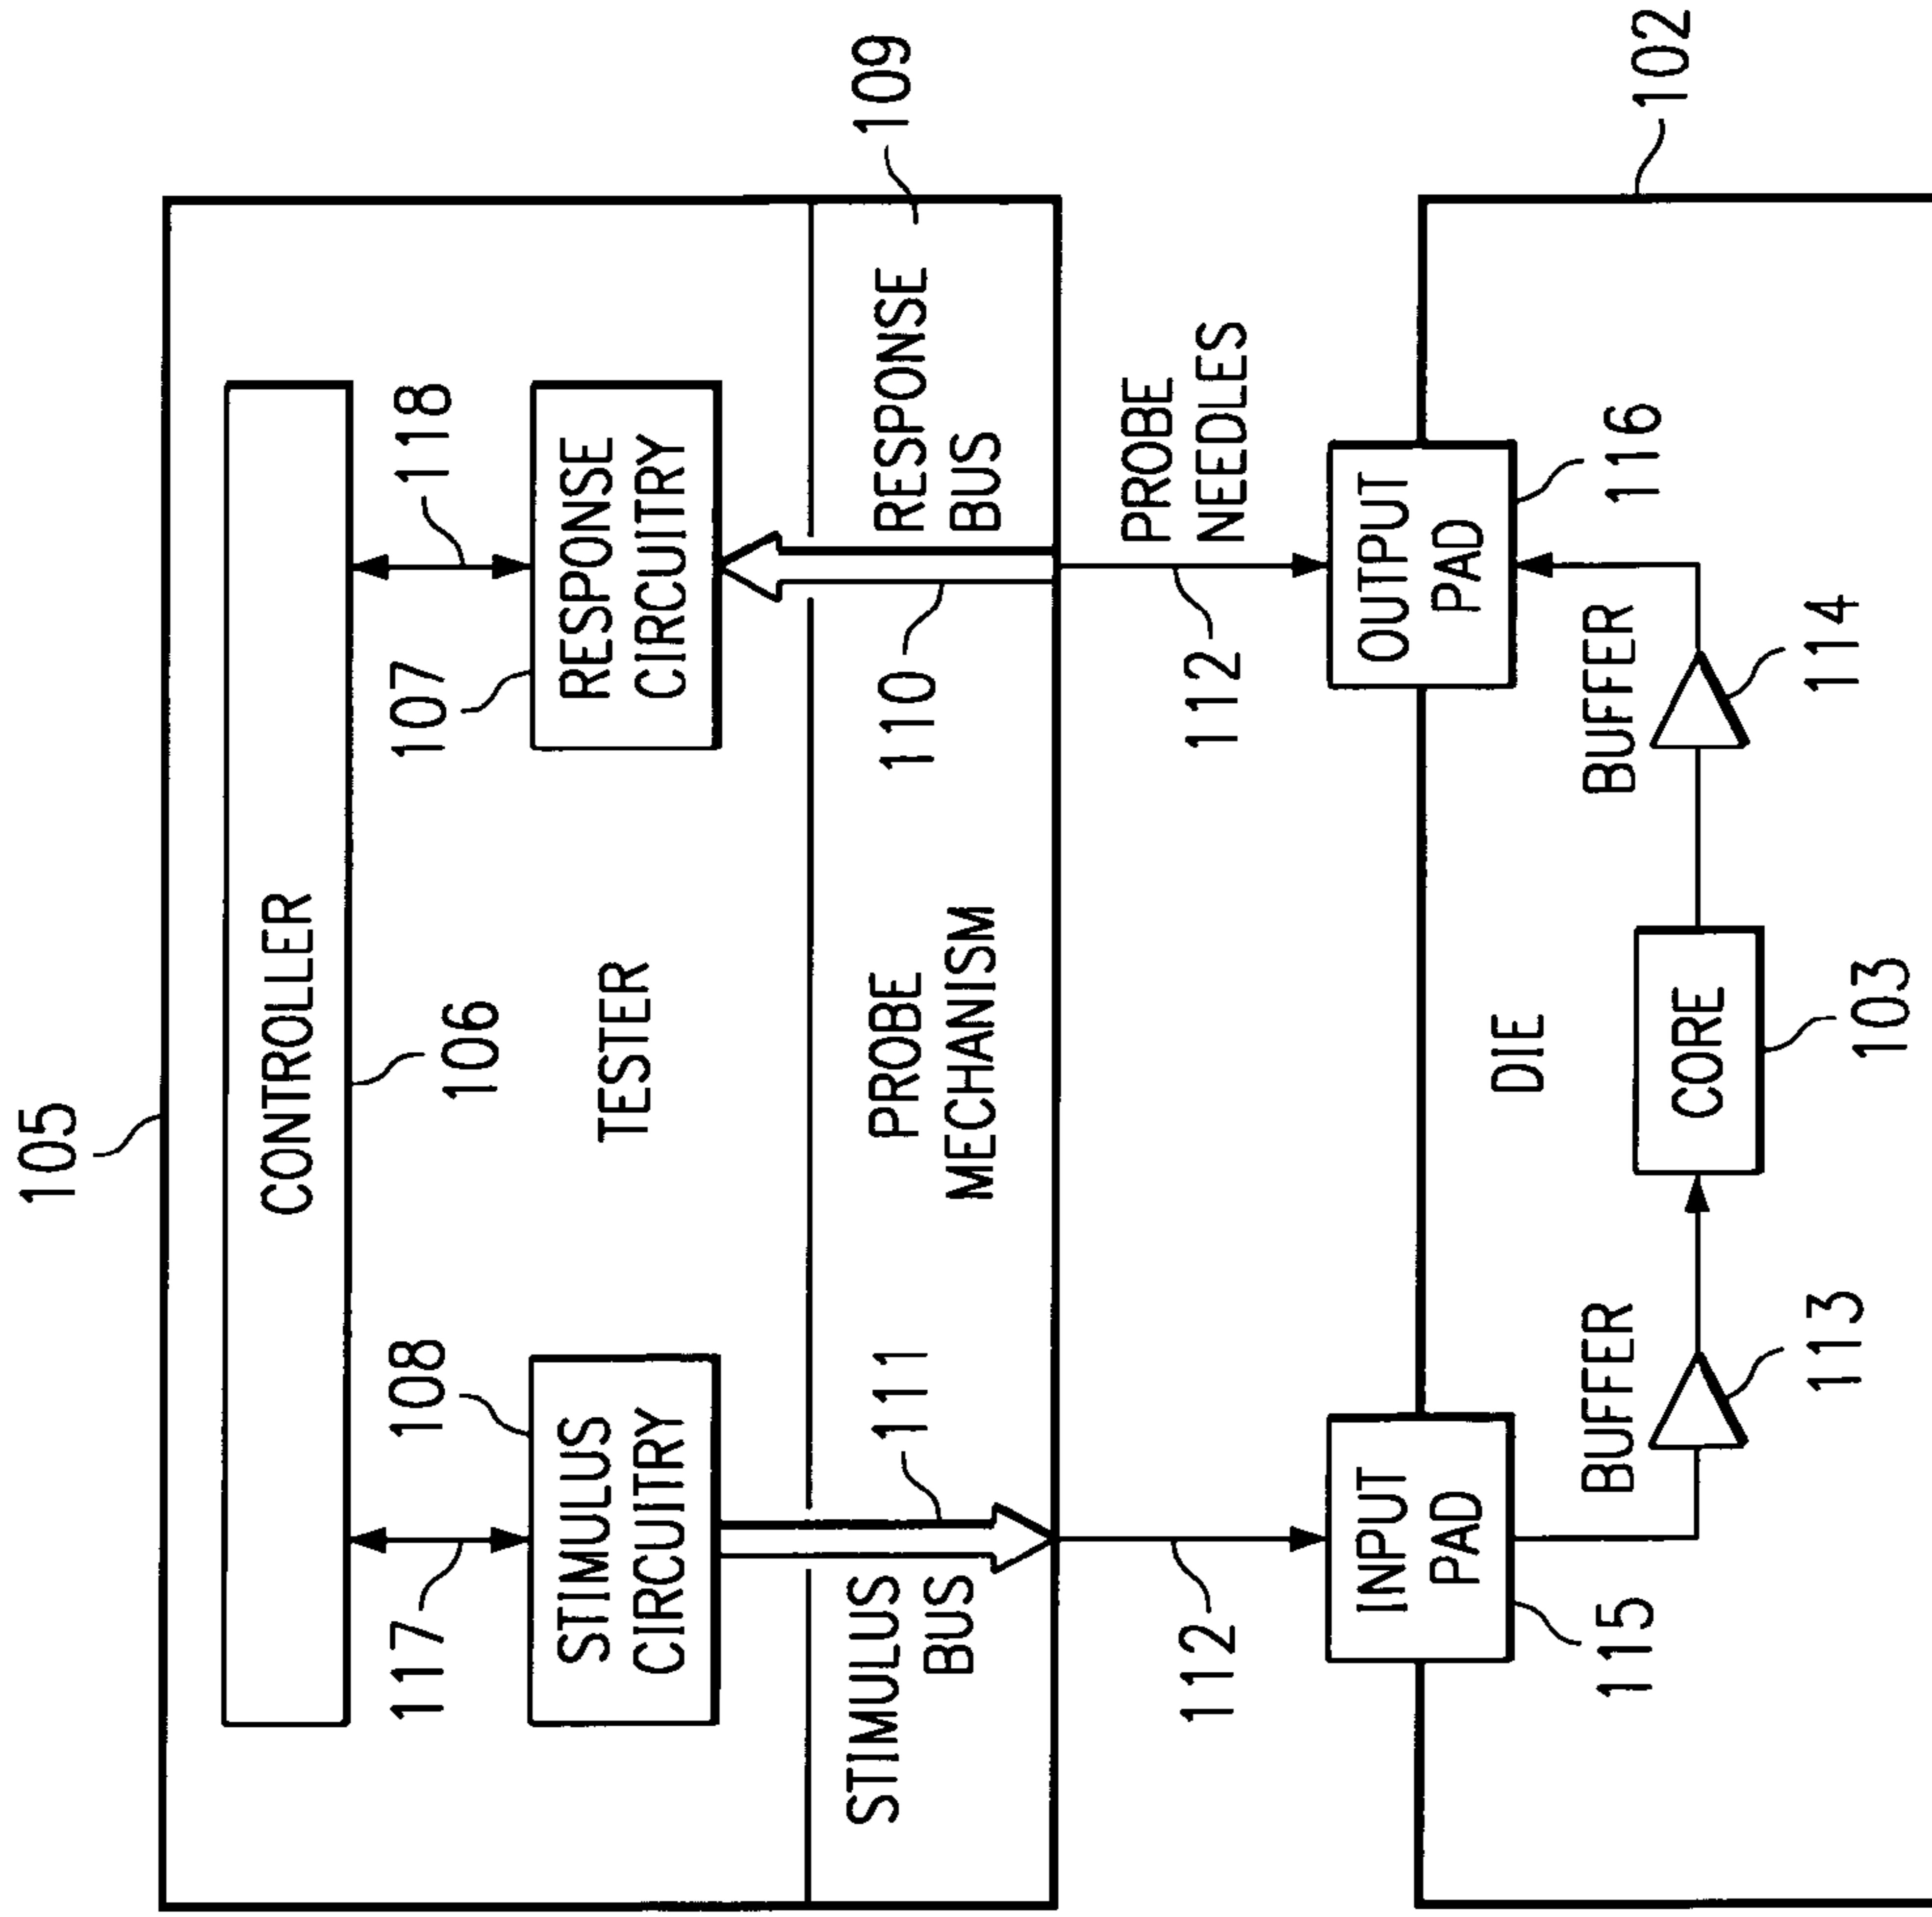 105
CONTROLLER
106
117
108
107
118
STIMULUS
CIRCUITRY
TESTER
RESPONSE
CIRCUITRY
STIMULUS
BUS
111
PROBE
MECHANISM
110
RESPONSE
BUS
109
112
112
PROBE
NEEDLES
INPUT
PAD
OUTPUT
PAD
115
116
DIE
102
BUFFER
113
CORE
103
BUFFER
114